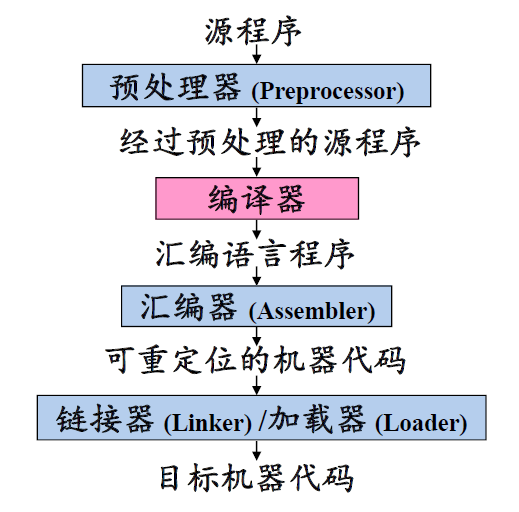 源程序
预处理器 (Preprocessor)
经过预处理的源程序
编译器
汇编语言程序
汇编器 (Assembler)
可重定位的机器代码
链接器 (Linker) /加载器 (Loader)
目标机器代码